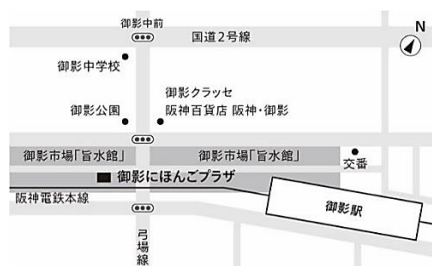 御影中前
国道2号線
N
御影中学校
御影クラッセ
阪神百貨店 阪神・御影
御影公園
御影市場「旨水館」
御影市場「旨水館」
交番
御影にほんごプラザ
阪神電鉄本線
御影駅
弓場線